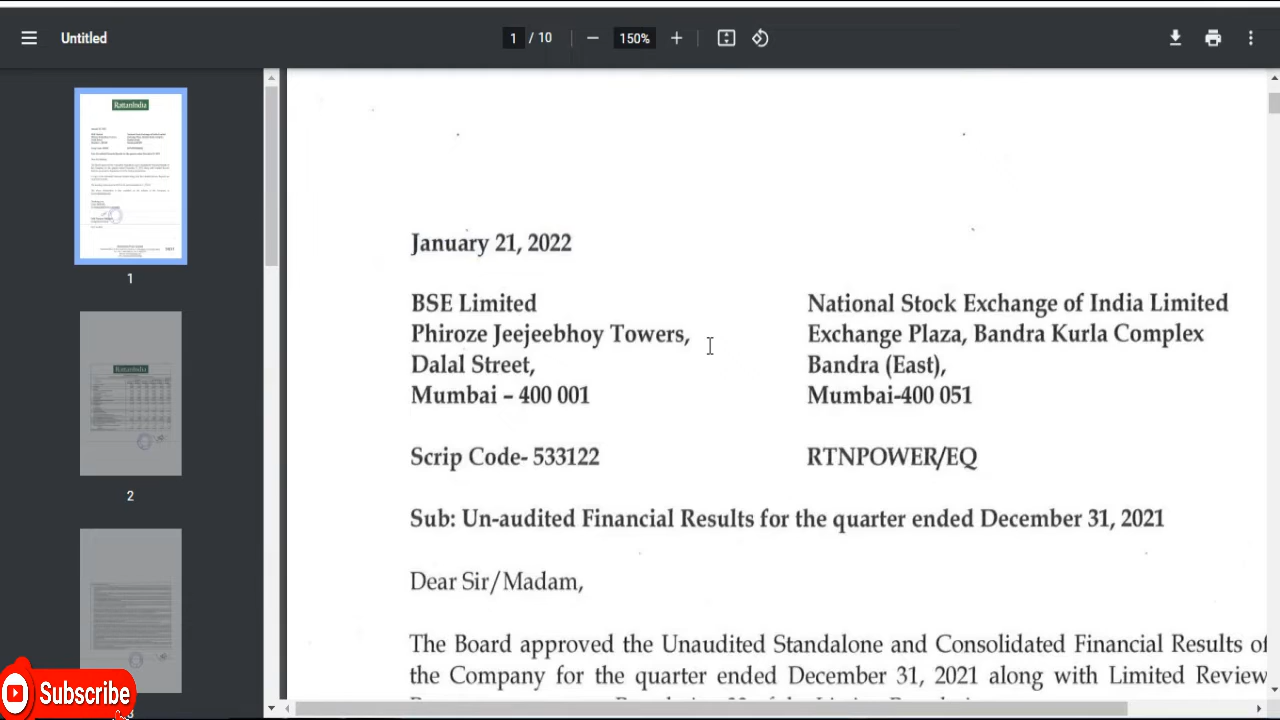 Untitled
1 / 10
150%
RattanIndia
1
RattanIndia
2
January 21, 2022
BSE Limited
Phiroze Jeejeebhoy Towers,
Dalal Street,
Mumbai – 400 001
National Stock Exchange of India Limited
Exchange Plaza, Bandra Kurla Complex
Bandra (East),
Mumbai-400 051
Scrip Code- 533122
RTNPOWER/EQ
Sub: Un-audited Financial Results for the quarter ended December 31, 2021
Dear Sir/Madam,
The Board approved the Unaudited Standalone and Consolidated Financial Results of
the Company for the quarter ended December 31, 2021 along with Limited Review
Subscribe